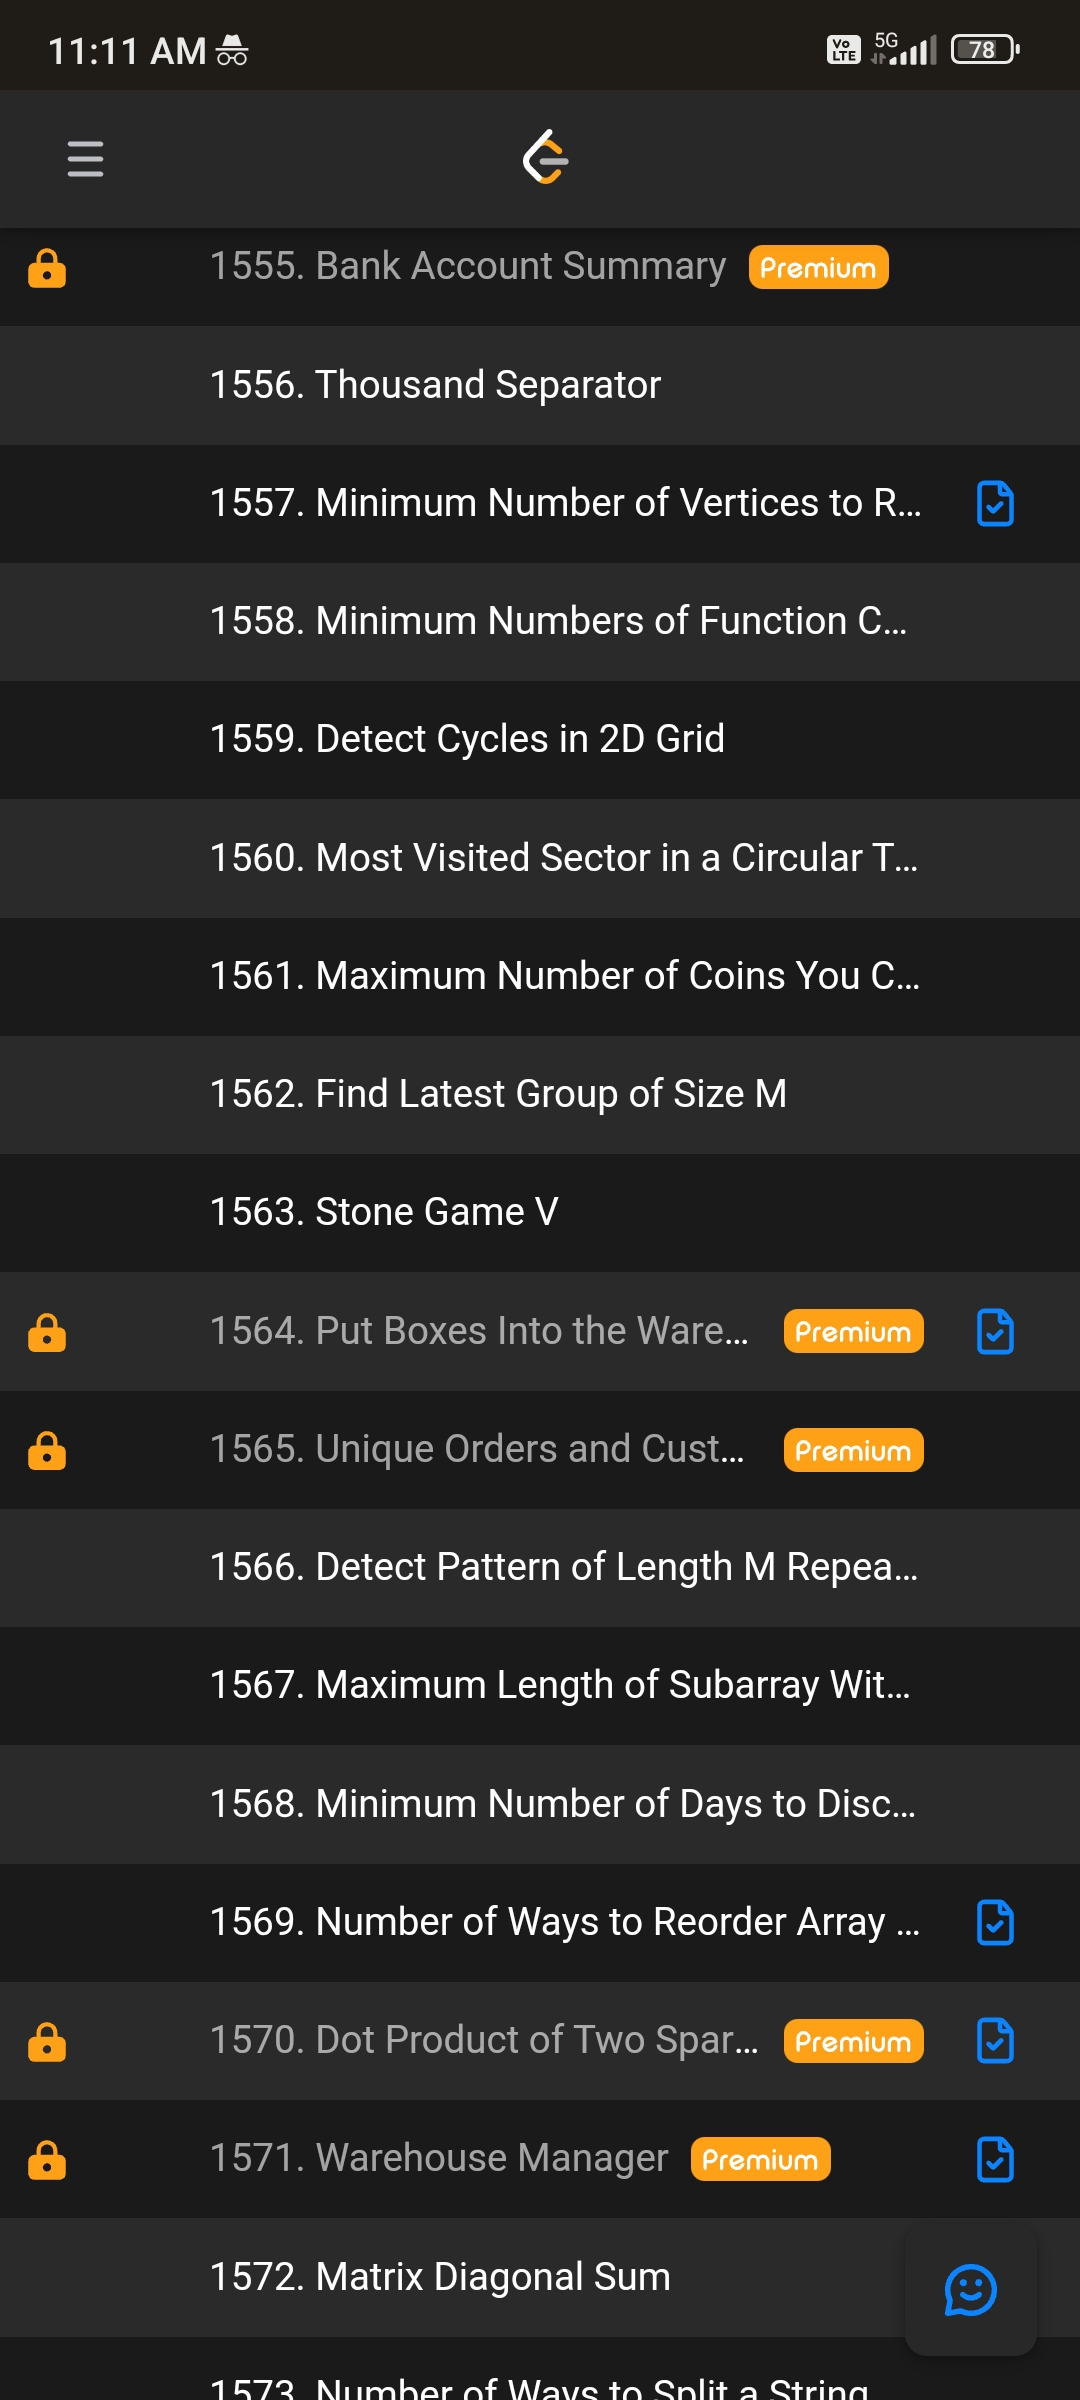 11:11 AM Vo LTE 5G 78
1555. Bank Account Summary Premium
1556. Thousand Separator
1557. Minimum Number of Vertices to R...
1558. Minimum Numbers of Function C...
1559. Detect Cycles in 2D Grid
1560. Most Visited Sector in a Circular T...
1561. Maximum Number of Coins You C...
1562. Find Latest Group of Size M
1563. Stone Game V
1564. Put Boxes Into the Ware... Premium
1565. Unique Orders and Cust... Premium
1566. Detect Pattern of Length M Repea...
1567. Maximum Length of Subarray Wit...
1568. Minimum Number of Days to Disc...
1569. Number of Ways to Reorder Array ...
1570. Dot Product of Two Spar... Premium
1571. Warehouse Manager Premium
1572. Matrix Diagonal Sum
1573. Number of Ways to Split a String